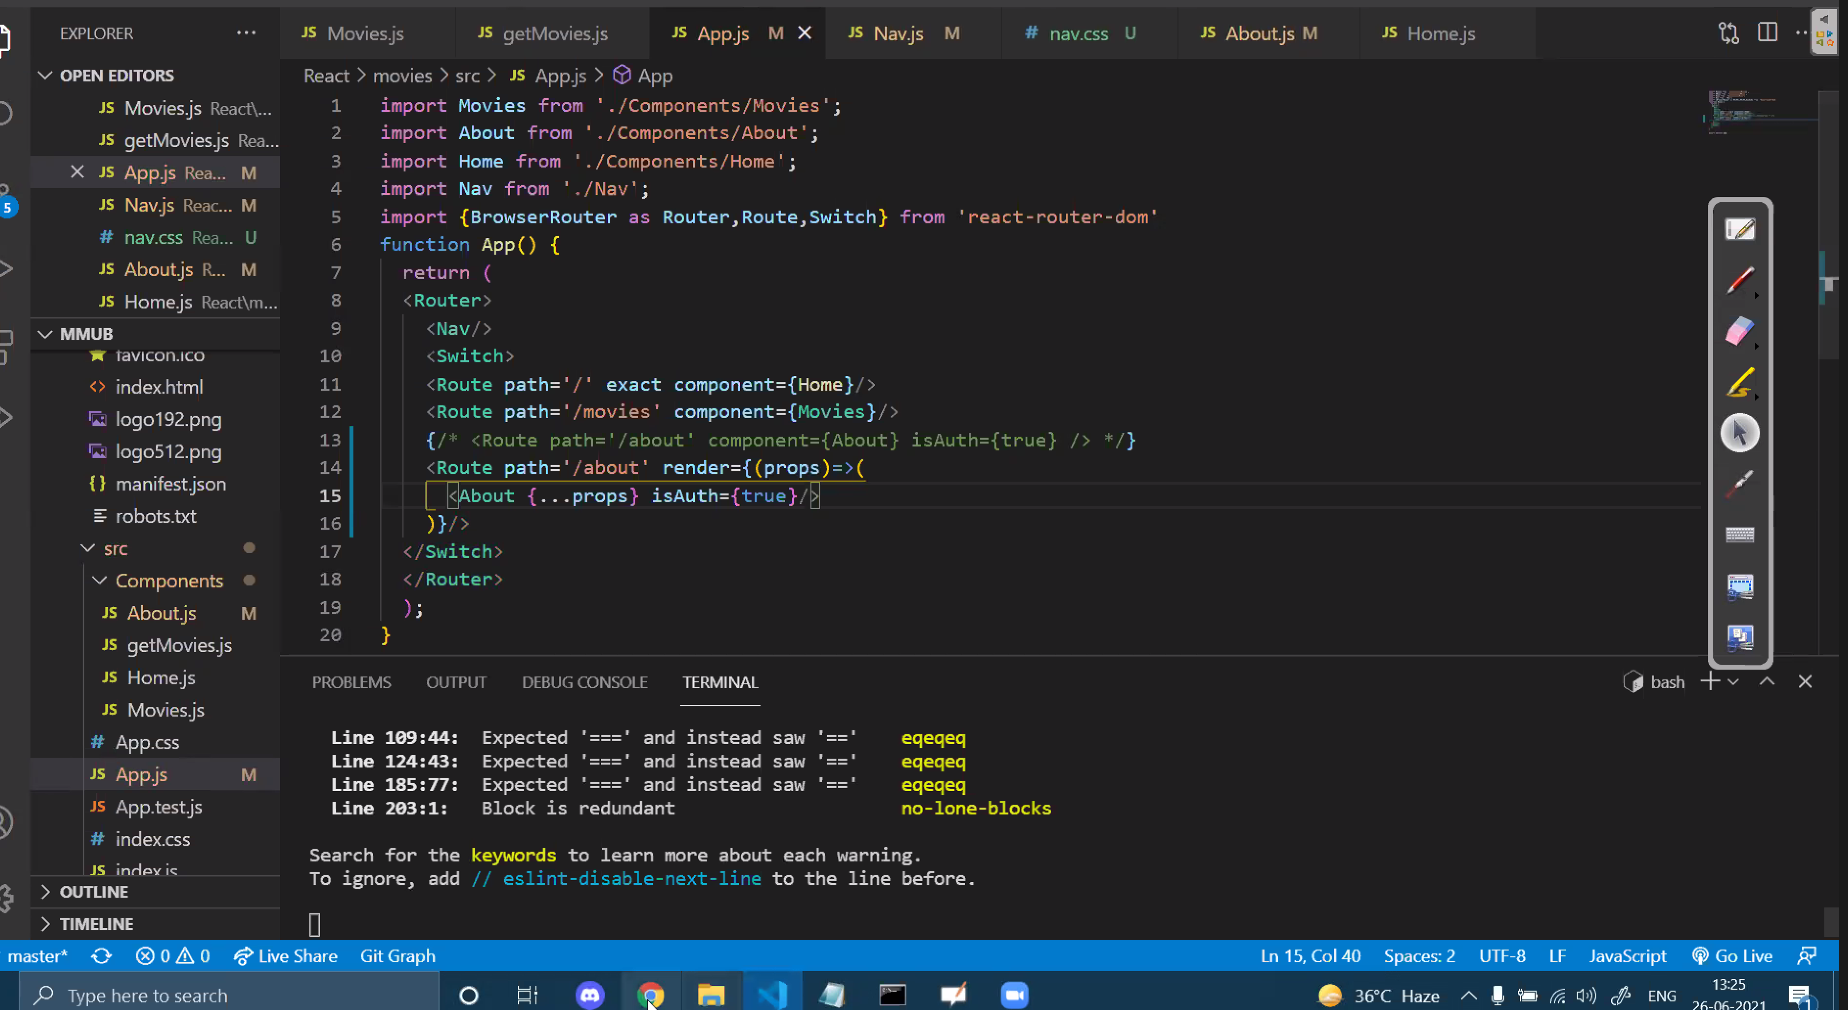 EXPLORER ...
OPEN EDITORS
JS Movies.js React\...
JS getMovies.js Rea...
JS App.js Rea... M
JS Nav.js Reac... M
# nav.css Rea... U
JS About.js R... M
JS Home.js React\m...
MMUB
favicon.ico
<> index.html
logo192.png
logo512.png
manifest.json
robots.txt
src
Components
JS About.js M
JS getMovies.js
JS Home.js
JS Movies.js
# App.css
JS App.js M
JS App.test.js
# index.css
JS index.js
OUTLINE
TIMELINE
5
JS Movies.js JS getMovies.js JS App.js M JS Nav.js M # nav.css U JS About.js M JS Home.js
React > movies > src > JS App.js > App
1 import Movies from './Components/Movies';
2 import About from './Components/About';
3 import Home from './Components/Home';
4 import Nav from './Nav';
5 import {BrowserRouter as Router,Route,Switch} from 'react-router-dom'
6 function App() {
7 return (
8 <Router>
9 <Nav/>
10 <Switch>
11 <Route path='/' exact component={Home}/>
12 <Route path='/movies' component={Movies}/>
13 {/* <Route path='/about' component={About} isAuth={true} /> */}
14 <Route path='/about' render={(props)=>(
15 <About {...props} isAuth={true}/>
16 )}/>
17 </Switch>
18 </Router>
19 );
20 }
PROBLEMS OUTPUT DEBUG CONSOLE TERMINAL bash
Line 109:44: Expected '===' and instead saw '==' eqeqeq
Line 124:43: Expected '===' and instead saw '==' eqeqeq
Line 185:77: Expected '===' and instead saw '==' eqeqeq
Line 203:1: Block is redundant no-lone-blocks
Search for the keywords to learn more about each warning.
To ignore, add // eslint-disable-next-line to the line before.
master* 0 0 Live Share Git Graph Ln 15, Col 40 Spaces: 2 UTF-8 LF JavaScript Go Live
Type here to search 36°C Haze ENG 13:25
26-06-2021
1